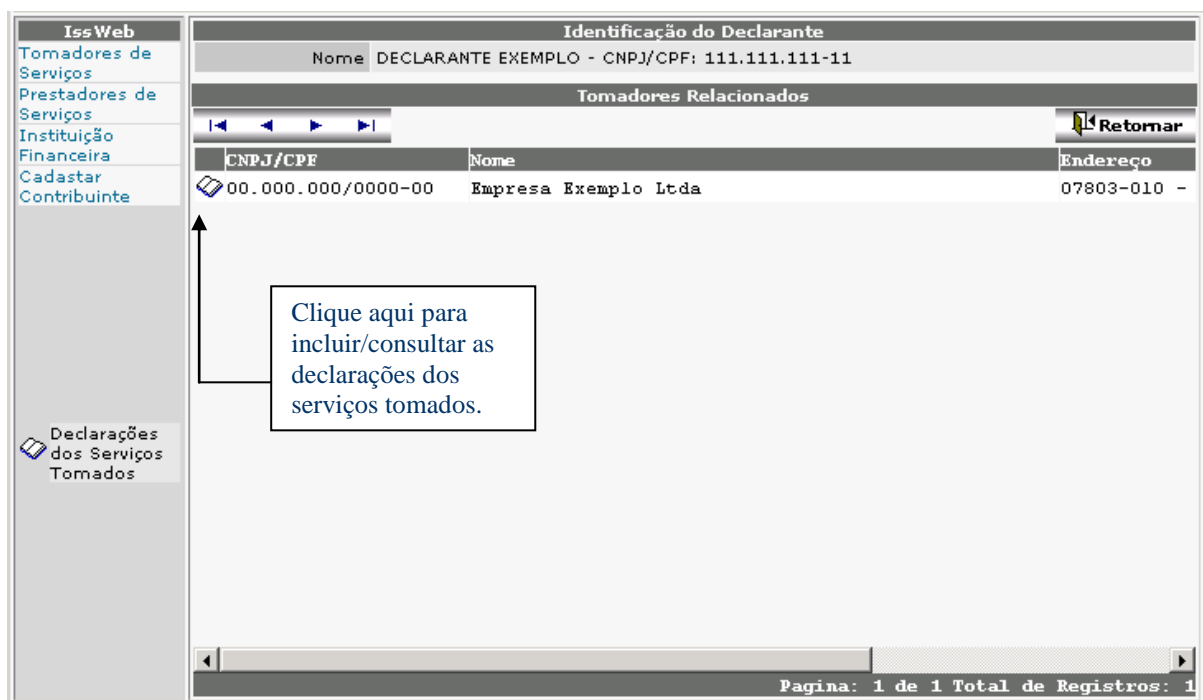 IssWeb
Tomadores de
Serviços
Prestadores de
Serviços
Instituição
Financeira
Cadastar
Contribuinte
Declarações
dos Serviços
Tomados
Identificação do Declarante
Nome DECLARANTE EXEMPLO - CNPJ/CPF: 111.111.111-11
Tomadores Relacionados
Retornar
CNPJ/CPF Nome Endereço
00.000.000/0000-00 Empresa Exemplo Ltda 07803-010 -
Clique aqui para
incluir/consultar as
declarações dos
serviços tomados.
Pagina: 1 de 1 Total de Registros: 1